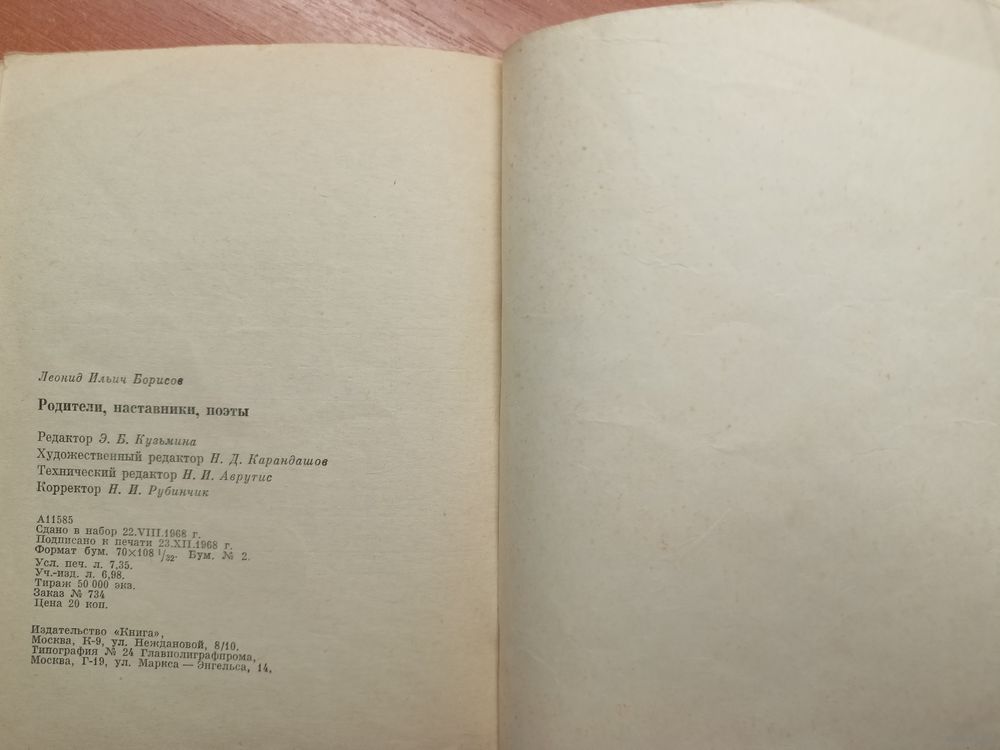 Леонид Ильич Борисов
Родители, наставники, поэты
Редактор Э. Б. Кузьмина
Художественный редактор Н. Д. Карандашов
Технический редактор Н. И. Аврутис
Корректор Н. И. Рубинчик
А11585
Сдано в набор 22.VIII.1968 г.
Подписано к печати 23.XII.1968 г.
Формат бум. 70×108 1/32. Бум. № 2.
Усл. печ. л. 7,35.
Уч.-изд. л. 6,98.
Тираж 50 000 экз.
Заказ № 734
Цена 20 коп.
Издательство «Книга»,
Москва, К-9, ул. Неждановой, 8/10.
Типография № 24 Главполиграфпрома,
Москва, Г-19, ул. Маркса — Энгельса, 14.